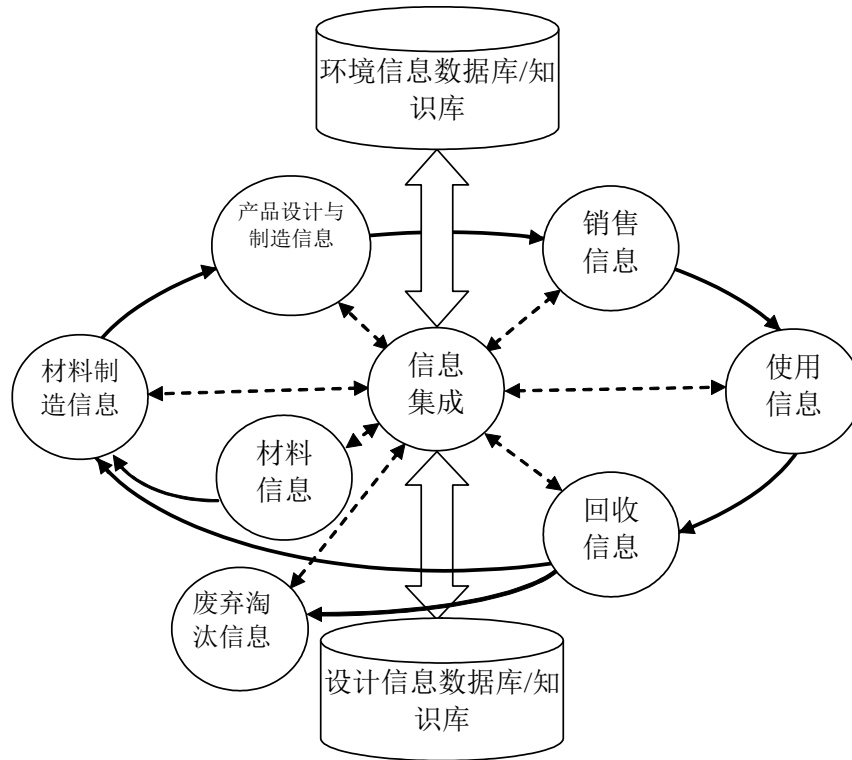 环境信息数据库/知
识库
产品设计与
制造信息
销售
信息
材料制
造信息
信息
集成
使用
信息
材料
信息
回收
信息
废弃淘
汰信息
设计信息数据库/知
识库